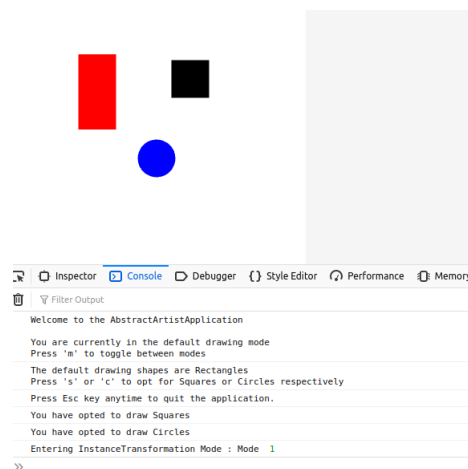 Inspector Console Debugger Style Editor Performance Memory
Filter Output
Welcome to the AbstractArtistApplication
You are currently in the default drawing mode
Press 'm' to toggle between modes
The default drawing shapes are Rectangles
Press 's' or 'c' to opt for Squares or Circles respectively
Press Esc key anytime to quit the application.
You have opted to draw Squares
You have opted to draw Circles
Entering InstanceTransformation Mode : Mode 1